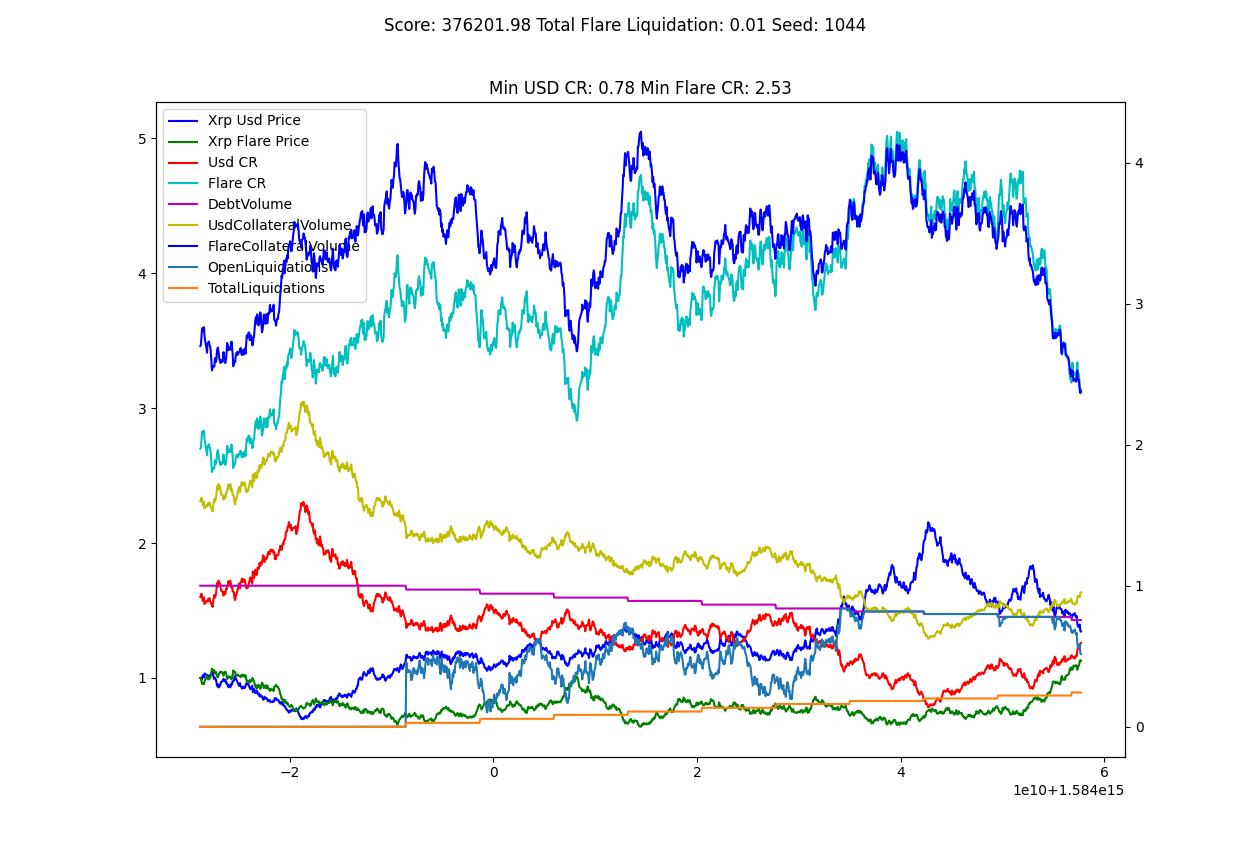 Score: 376201.98 Total Flare Liquidation: 0.01 Seed: 1044
Min USD CR: 0.78 Min Flare CR: 2.53
Xrp Usd Price
Xrp Flare Price
Usd CR
Flare CR
DebtVolume
UsdCollateralVolume
FlareCollateralVolume
OpenLiquidations
TotalLiquidations
5
4
3
2
1
4
3
2
1
0
−2
0
2
4
6
1e10+1.584e15